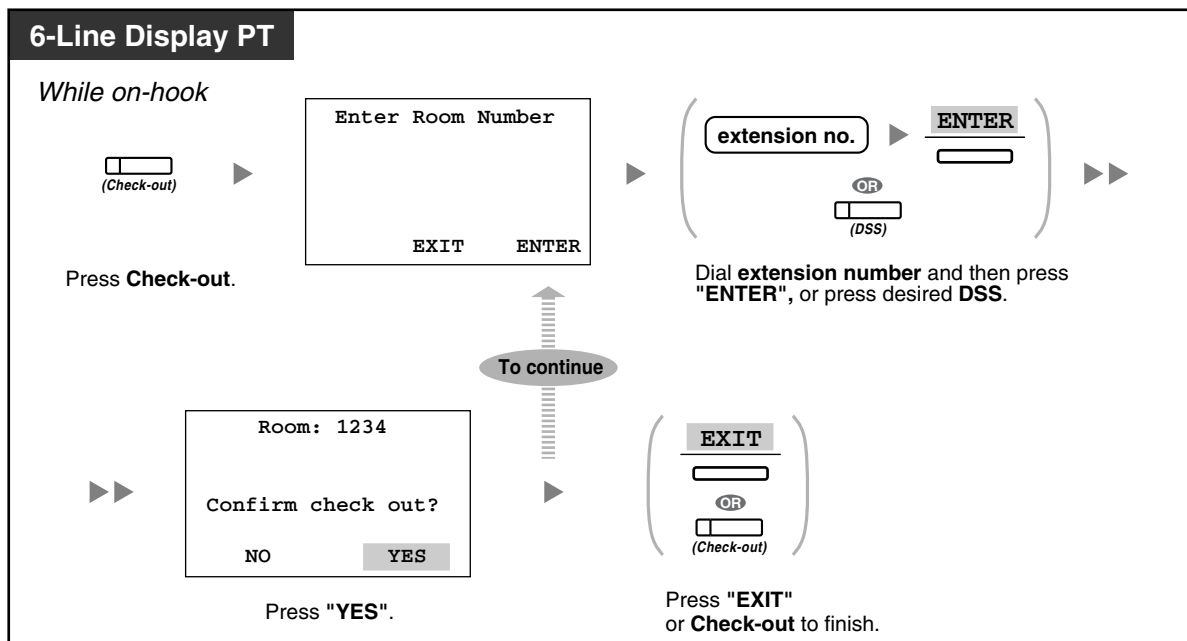 6-Line Display PT
While on-hook
(Check-out)
Press Check-out.
Enter Room Number
EXIT ENTER
extension no.
ENTER
OR
(DSS)
Dial extension number and then press
"ENTER", or press desired DSS.
To continue
Room: 1234
Confirm check out?
NO YES
Press "YES".
EXIT
OR
(Check-out)
Press "EXIT"
or Check-out to finish.